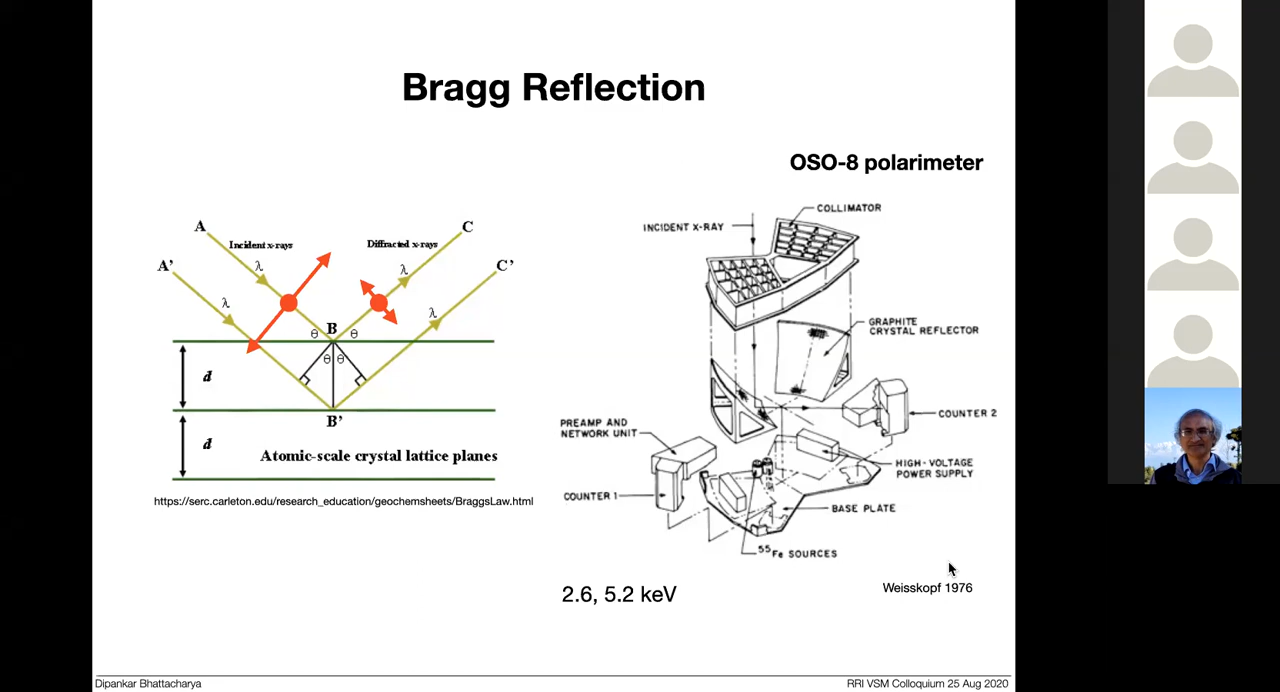 Bragg Reflection
OSO-8 polarimeter
A
Incident x-rays
Diffracted x-rays
C
A'
λ
λ
C'
λ
λ
B
θ
θ
θ
θ
d
B'
d
Atomic-scale crystal lattice planes
https://serc.carleton.edu/research_education/geochemsheets/BraggsLaw.html
COLLIMATOR
INCIDENT X-RAY
GRAPHITE
CRYSTAL REFLECTOR
COUNTER 2
PREAMP AND
NETWORK UNIT
HIGH-VOLTAGE
POWER SUPPLY
COUNTER 1
BASE PLATE
55Fe SOURCES
2.6, 5.2 keV
Weisskopf 1976
Dipankar Bhattacharya
RRI VSM Colloquium 25 Aug 2020